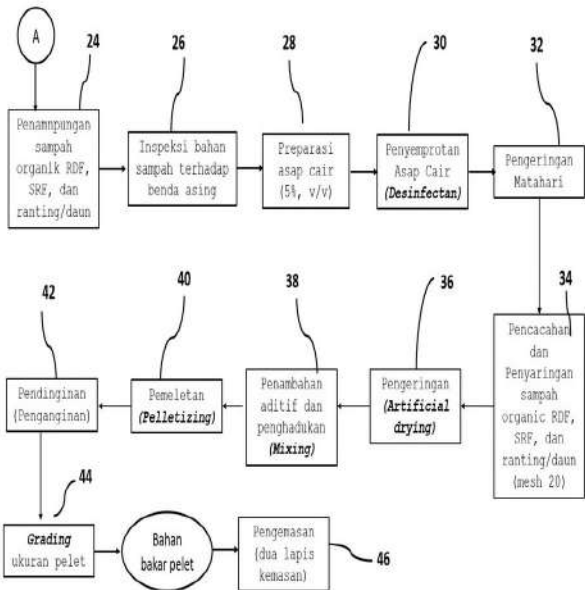 A
24
26
28
30
32
Penamnpungan
sampah
organik RDF,
SRF, dan
ranting/daun
Inspeksi bahan
sampah terhadap
benda asing
Preparasi
asap cair
(5%, v/v)
Penyemprotan
Asap Cair
(Desinfectan)
Pengeringan
Matahari
34
Pencacahan
dan
Penyaringan
sampah
organic RDF,
SRF, dan
ranting/daun
(mesh 20)
36
Pengeringan
(Artificial
drying)
38
Penambahan
aditif dan
penghadukan
(Mixing)
40
Pemeletan
(Pelletizing)
42
Pendinginan
(Penganginan)
44
Grading
ukuran pelet
Bahan
bakar pelet
Pengemasan
(dua lapis
kemasan)
46